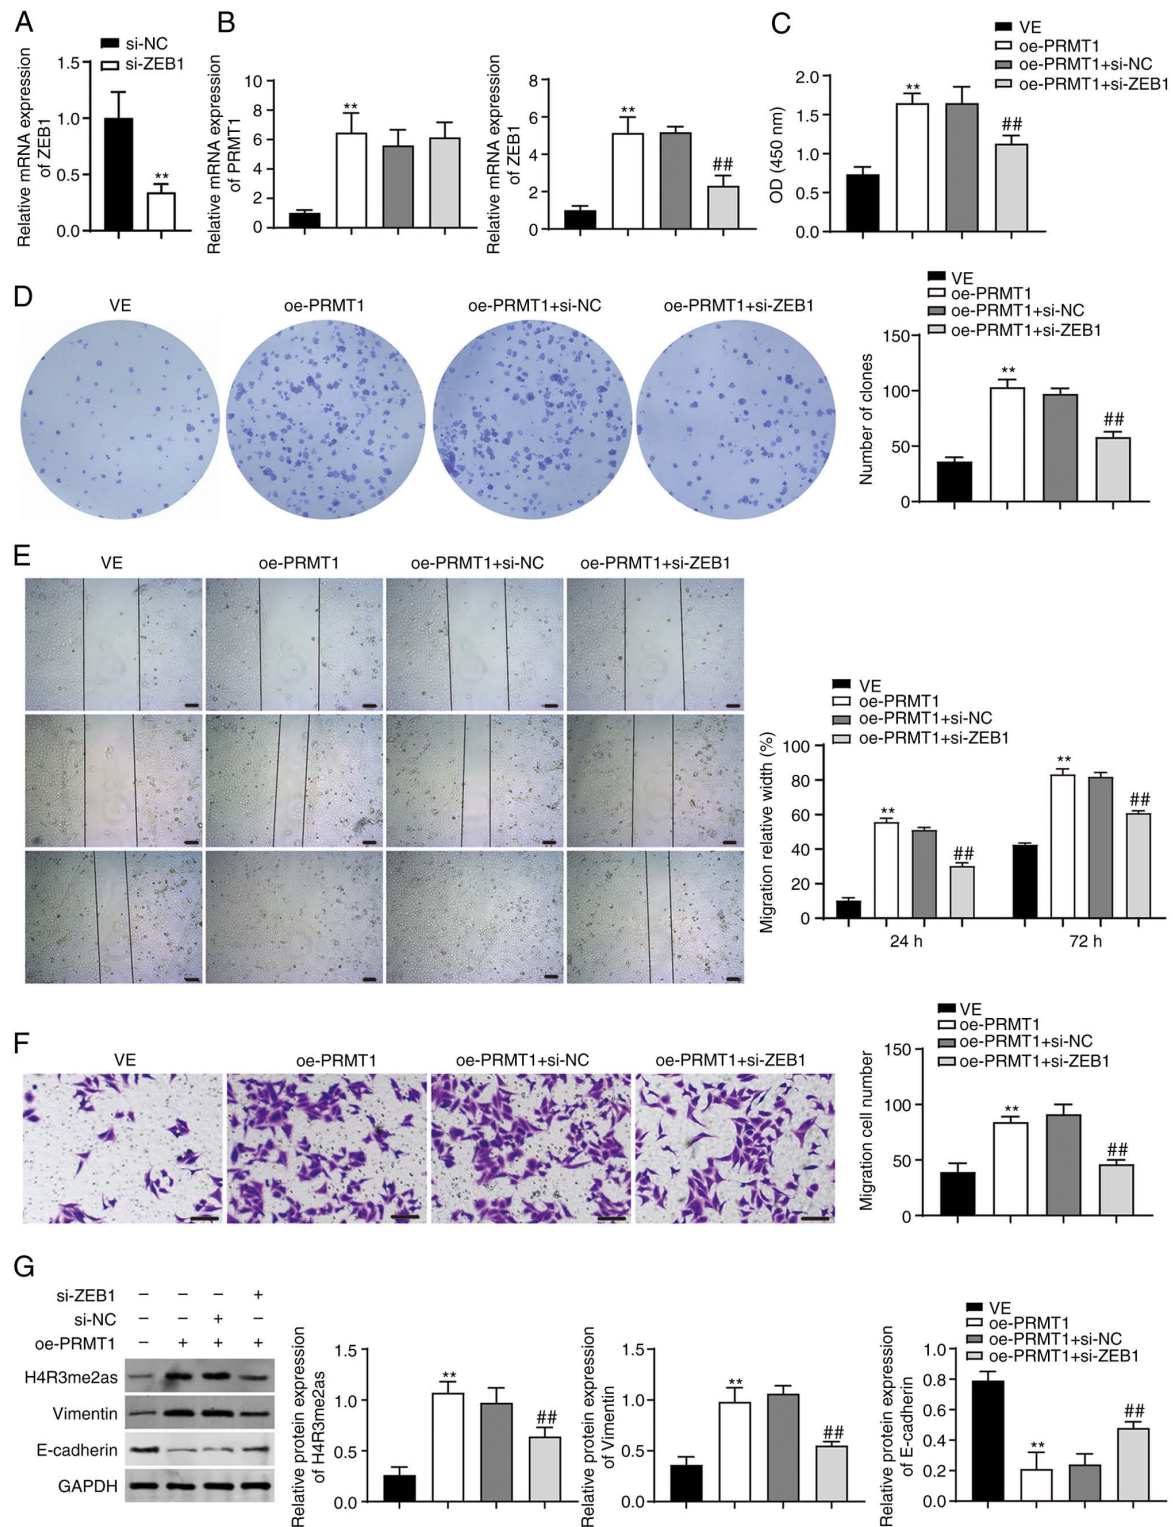 A
si-NC
si-ZEB1
Relative mRNA expression
of ZEB1
1.5
1.0
0.5
0.0
**
B
Relative mRNA expression
of PRMT1
10
8
6
4
2
0
**
Relative mRNA expression
of ZEB1
8
6
4
2
0
**
##
C
VE
oe-PRMT1
oe-PRMT1+si-NC
oe-PRMT1+si-ZEB1
OD (450 nm)
2.0
1.5
1.0
0.5
0.0
**
##
D
VE
oe-PRMT1
oe-PRMT1+si-NC
oe-PRMT1+si-ZEB1
VE
oe-PRMT1
oe-PRMT1+si-NC
oe-PRMT1+si-ZEB1
Number of clones
150
100
50
0
**
##
E
VE
oe-PRMT1
oe-PRMT1+si-NC
oe-PRMT1+si-ZEB1
VE
oe-PRMT1
oe-PRMT1+si-NC
oe-PRMT1+si-ZEB1
Migration relative width (%)
100
80
60
40
20
0
**
##
**
##
24 h
72 h
F
VE
oe-PRMT1
oe-PRMT1+si-NC
oe-PRMT1+si-ZEB1
VE
oe-PRMT1
oe-PRMT1+si-NC
oe-PRMT1+si-ZEB1
Migration cell number
150
100
50
0
**
##
G
si-ZEB1 – – – +
si-NC – – + –
oe-PRMT1 – + + +
H4R3me2as
Vimentin
E-cadherin
GAPDH
Relative protein expression
of H4R3me2as
1.5
1.0
0.5
0.0
**
##
Relative protein expression
of Vimentin
1.5
1.0
0.5
0.0
**
##
VE
oe-PRMT1
oe-PRMT1+si-NC
oe-PRMT1+si-ZEB1
Relative protein expression
of E-cadherin
1.0
0.8
0.6
0.4
0.2
0.0
**
##